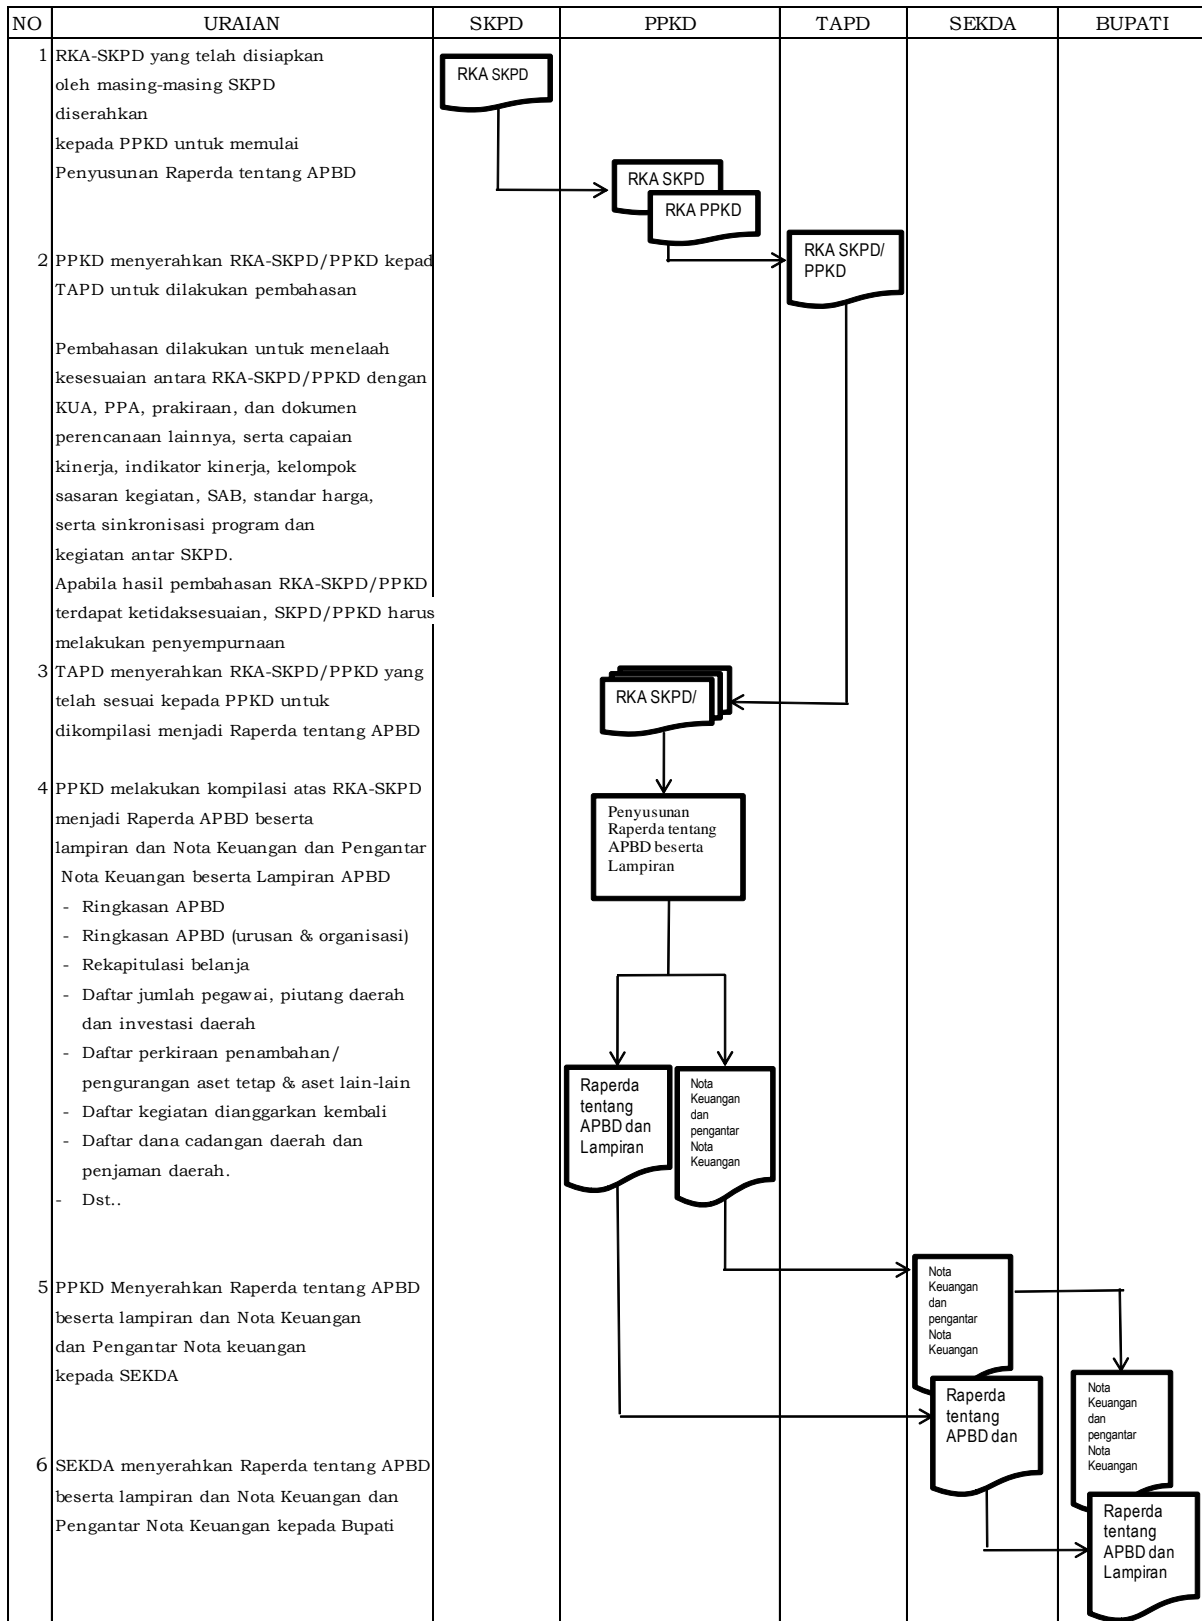 NO URAIAN SKPD PPKD TAPD SEKDA BUPATI
1 RKA-SKPD yang telah disiapkan
oleh masing-masing SKPD
diserahkan
kepada PPKD untuk memulai
Penyusunan Raperda tentang APBD
RKA SKPD
RKA SKPD
RKA PPKD
2 PPKD menyerahkan RKA-SKPD/PPKD kepad
TAPD untuk dilakukan pembahasan
RKA SKPD/
PPKD
Pembahasan dilakukan untuk menelaah
kesesuaian antara RKA-SKPD/PPKD dengan
KUA, PPA, prakiraan, dan dokumen
perencanaan lainnya, serta capaian
kinerja, indikator kinerja, kelompok
sasaran kegiatan, SAB, standar harga,
serta sinkronisasi program dan
kegiatan antar SKPD.
Apabila hasil pembahasan RKA-SKPD/PPKD
terdapat ketidaksesuaian, SKPD/PPKD harus
melakukan penyempurnaan
3 TAPD menyerahkan RKA-SKPD/PPKD yang
telah sesuai kepada PPKD untuk
dikompilasi menjadi Raperda tentang APBD
RKA SKPD/
4 PPKD melakukan kompilasi atas RKA-SKPD
menjadi Raperda APBD beserta
lampiran dan Nota Keuangan dan Pengantar
Nota Keuangan beserta Lampiran APBD
- Ringkasan APBD
- Ringkasan APBD (urusan & organisasi)
- Rekapitulasi belanja
- Daftar jumlah pegawai, piutang daerah
dan investasi daerah
- Daftar perkiraan penambahan/
pengurangan aset tetap & aset lain-lain
- Daftar kegiatan dianggarkan kembali
- Daftar dana cadangan daerah dan
penjaman daerah.
- Dst..
Penyusunan
Raperda tentang
APBD beserta
Lampiran
Raperda
tentang
APBD dan
Lampiran
Nota
Keuangan
dan
pengantar
Nota
Keuangan
5 PPKD Menyerahkan Raperda tentang APBD
beserta lampiran dan Nota Keuangan
dan Pengantar Nota keuangan
kepada SEKDA
Nota
Keuangan
dan
pengantar
Nota
Keuangan
Raperda
tentang
APBD dan
6 SEKDA menyerahkan Raperda tentang APBD
beserta lampiran dan Nota Keuangan dan
Pengantar Nota Keuangan kepada Bupati
Nota
Keuangan
dan
pengantar
Nota
Keuangan
Raperda
tentang
APBD dan
Lampiran